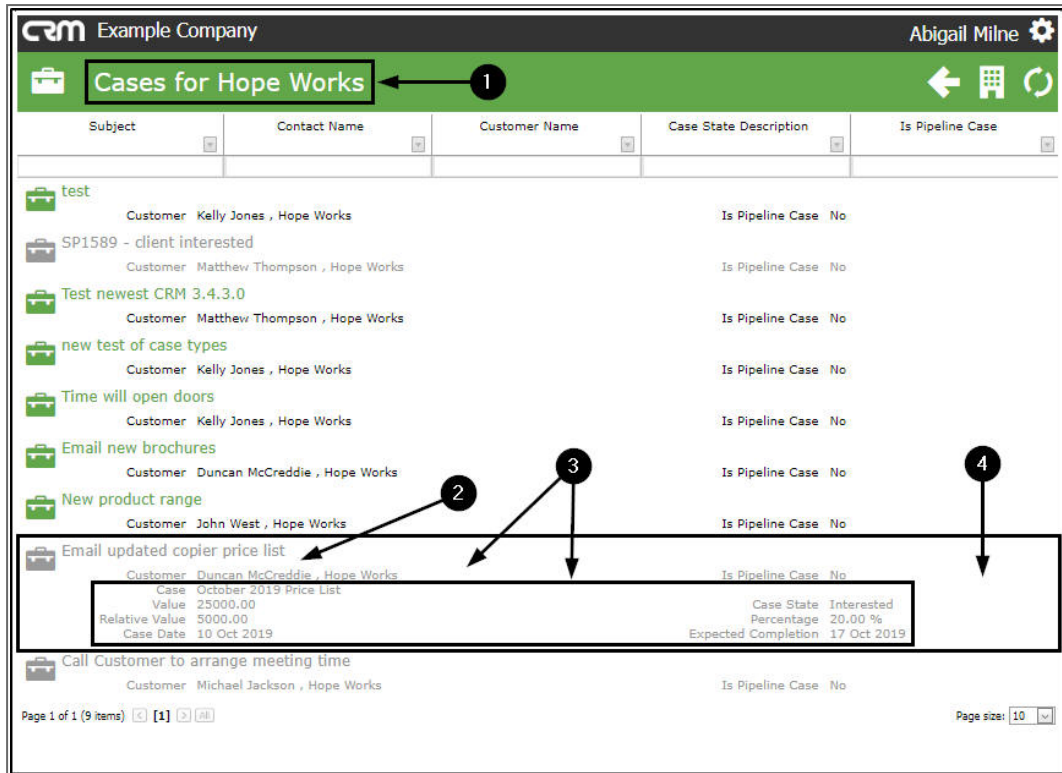 CRM Example Company Abigail Milne
Cases for Hope Works 1
Subject Contact Name Customer Name Case State Description Is Pipeline Case
test
Customer Kelly Jones , Hope Works Is Pipeline Case No
SP1589 - client interested
Customer Matthew Thompson , Hope Works Is Pipeline Case No
Test newest CRM 3.4.3.0
Customer Matthew Thompson , Hope Works Is Pipeline Case No
new test of case types
Customer Kelly Jones , Hope Works Is Pipeline Case No
Time will open doors
Customer Kelly Jones , Hope Works Is Pipeline Case No
Email new brochures
Customer Duncan McCreddie , Hope Works Is Pipeline Case No
3 4
New product range 2
Customer John West , Hope Works Is Pipeline Case No
Email updated copier price list
Customer Duncan McCreddie , Hope Works Is Pipeline Case No
Case October 2019 Price List
Value 25000.00 Case State Interested
Relative Value 5000.00 Percentage 20.00 %
Case Date 10 Oct 2019 Expected Completion 17 Oct 2019
Call Customer to arrange meeting time
Customer Michael Jackson , Hope Works Is Pipeline Case No
Page 1 of 1 (9 items) < [1] > All Page size: 10